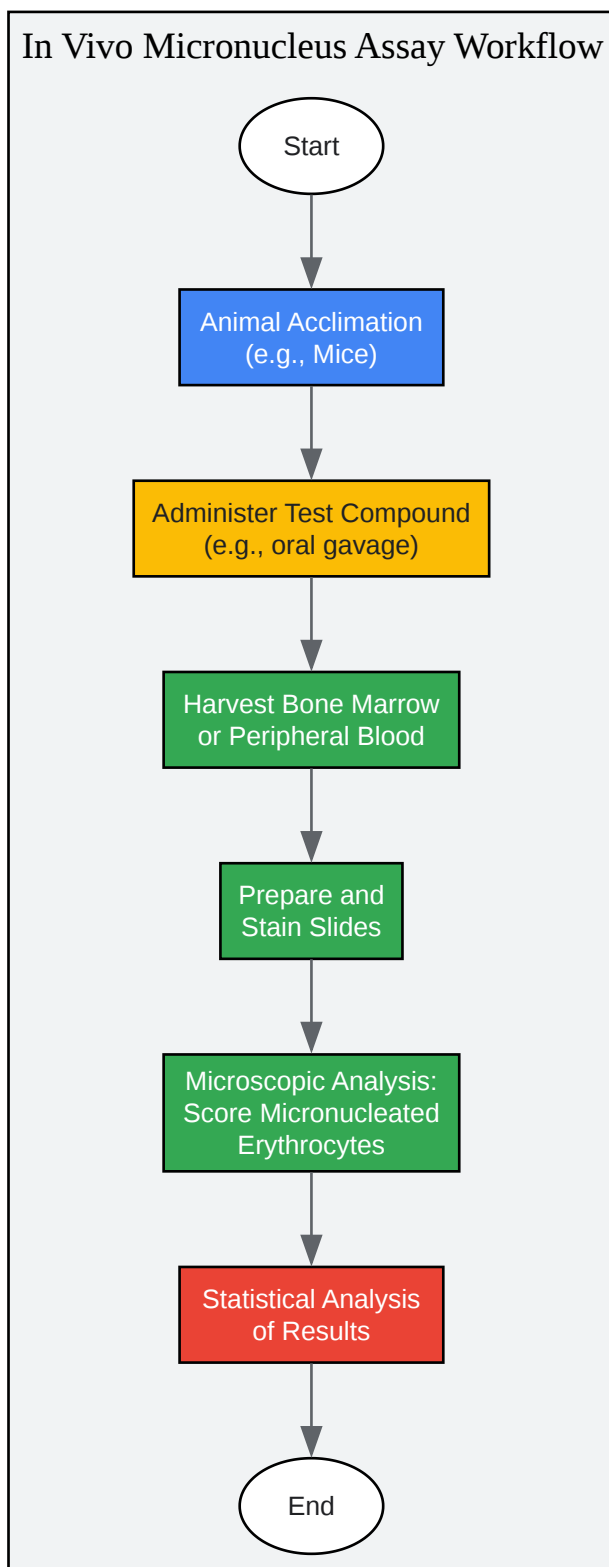 In Vivo Micronucleus Assay Workflow
Start
Animal Acclimation
(e.g., Mice)
Administer Test Compound
(e.g., oral gavage)
Harvest Bone Marrow
or Peripheral Blood
Prepare and
Stain Slides
Microscopic Analysis:
Score Micronucleated
Erythrocytes
Statistical Analysis
of Results
End